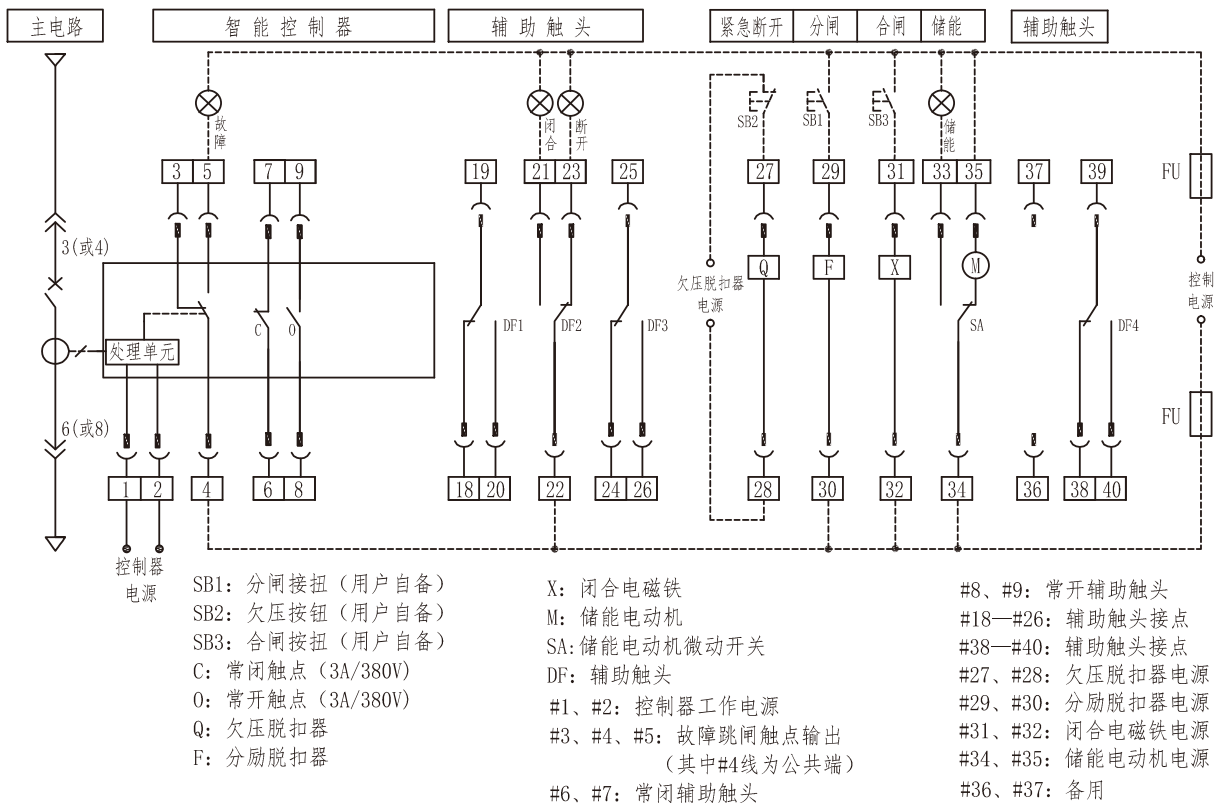 主电路
智能控制器
辅助触头
紧急断开 分闸 合闸 储能
辅助触头
故障
闭合
断开
SB2
SB1
SB3
储能
3 5
7 9
19
21 23
25
27
29
31
33 35
37
39
FU
3(或4)
Q
F
X
M
欠压脱扣器
电源
控制
电源
C
O
DF1
DF2
DF3
SA
DF4
处理单元
6(或8)
FU
1 2
4
6 8
18 20
22
24 26
28
30
32
34
36
38 40
控制器
电源
SB1: 分闸接扭（用户自备）
SB2: 欠压按钮（用户自备）
SB3: 合闸按扭（用户自备）
C: 常闭触点（3A/380V)
O: 常开触点（3A/380V)
Q: 欠压脱扣器
F: 分励脱扣器
X: 闭合电磁铁
M: 储能电动机
SA:储能电动机微动开关
DF: 辅助触头
#1、#2: 控制器工作电源
#3、#4、#5: 故障跳闸触点输出
（其中#4线为公共端）
#6、#7: 常闭辅助触头
#8、#9: 常开辅助触头
#18—#26: 辅助触头接点
#38—#40: 辅助触头接点
#27、#28: 欠压脱扣器电源
#29、#30: 分励脱扣器电源
#31、#32: 闭合电磁铁电源
#34、#35: 储能电动机电源
#36、#37: 备用